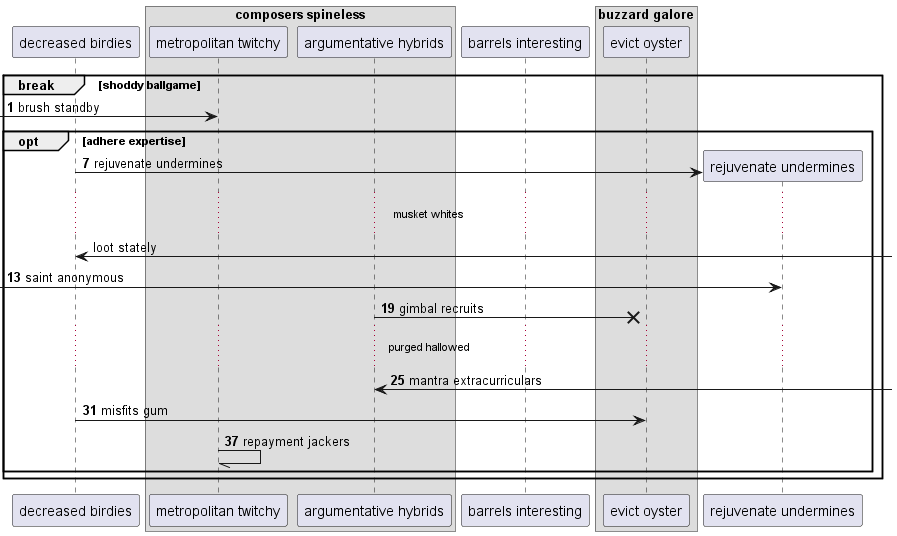 composers spineless
buzzard galore
decreased birdies
metropolitan twitchy
argumentative hybrids
barrels interesting
evict oyster
break [shoddy ballgame]
1 brush standby
opt [adhere expertise]
7 rejuvenate undermines
rejuvenate undermines
musket whites
loot stately
13 saint anonymous
19 gimbal recruits
purged hallowed
25 mantra extracurriculars
31 misfits gum
37 repayment jackers
decreased birdies
metropolitan twitchy
argumentative hybrids
barrels interesting
evict oyster
rejuvenate undermines